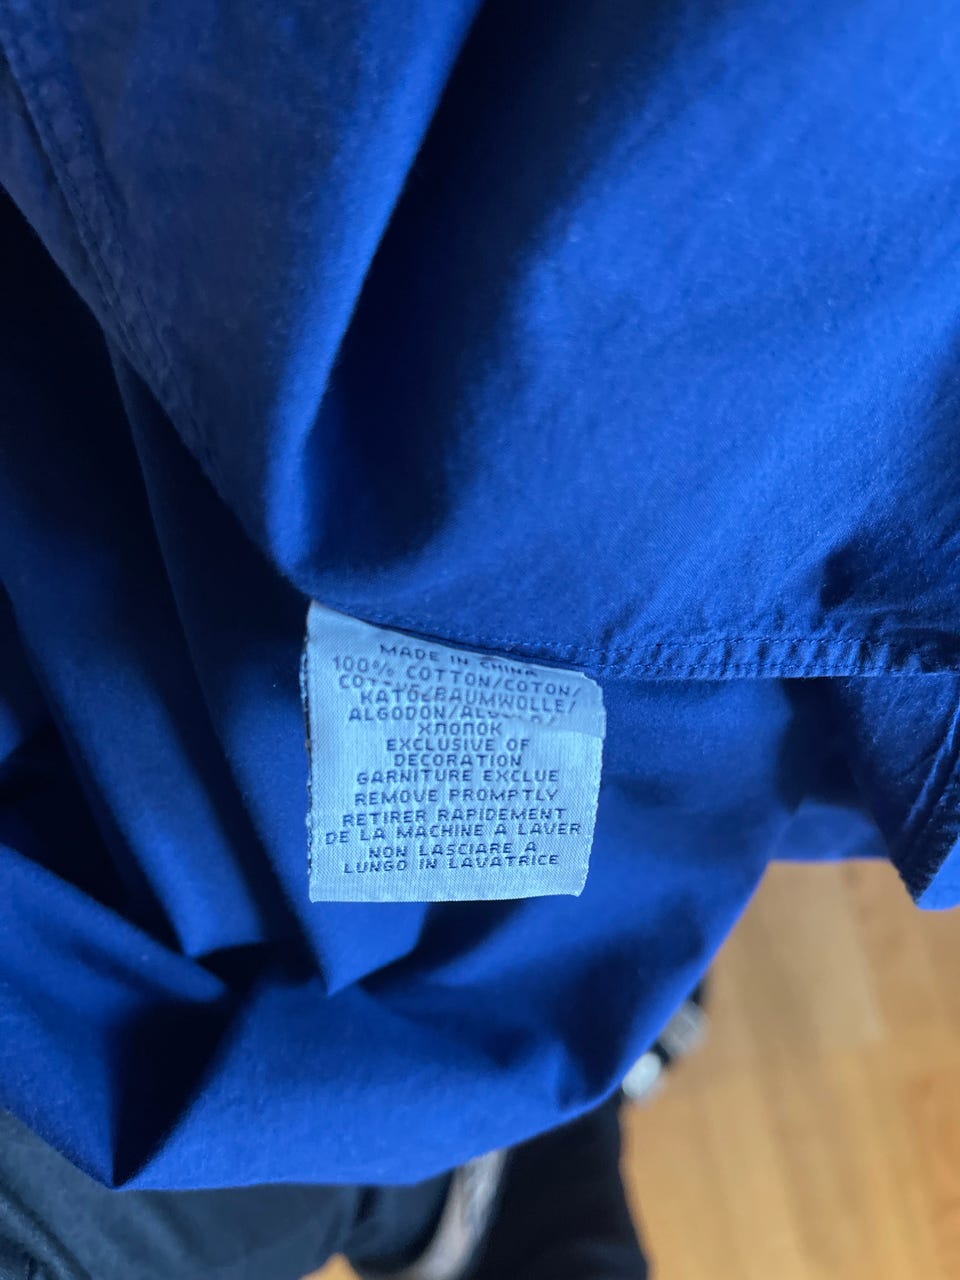 MADE IN CHINA
100% COTTON/COTON/
BAUMWOLLE/
ALGODON/
ХЛОПОК
EXCLUSIVE OF
DECORATION
GARNITURE EXCLUE
REMOVE PROMPTLY
RETIRER RAPIDEMENT
DE LA MACHINE A LAVER
NON LASCIARE A
LUNGO IN LAVATRICE